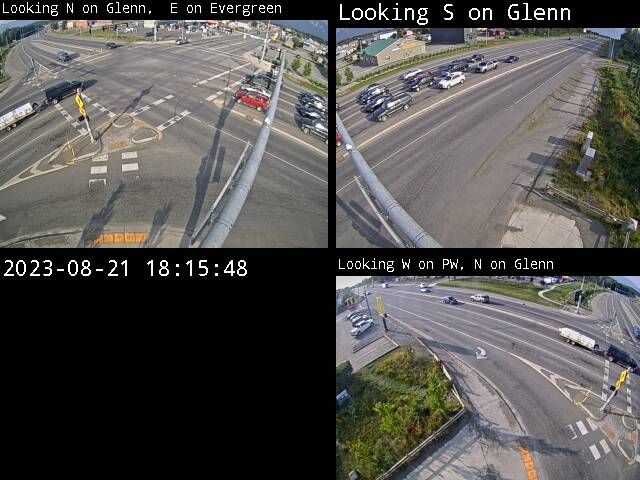 Looking N on Glenn,  E on Evergreen
Looking S on Glenn
2023-08-21 18:15:48
Looking W on PW, N on Glenn